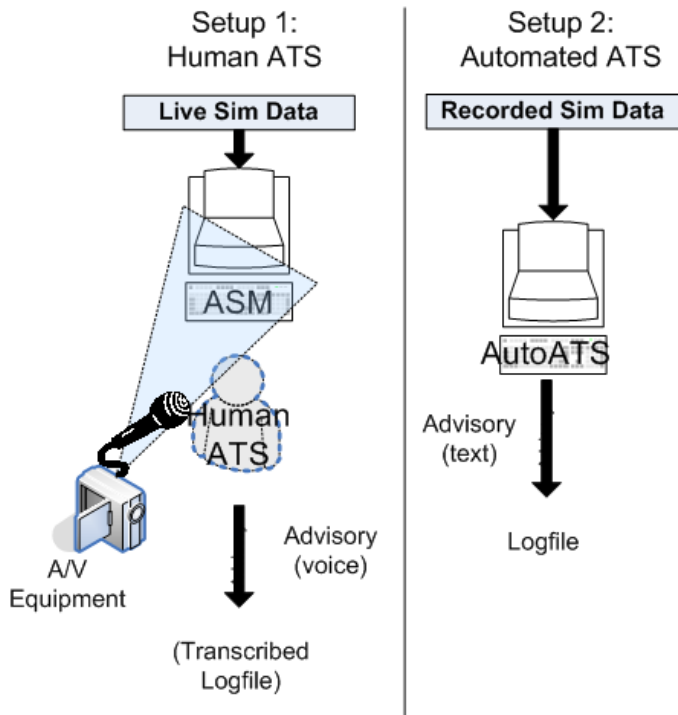 Setup 1:
Human ATS
Live Sim Data
ASM
Human
ATS
A/V
Equipment
Advisory
(voice)
(Transcribed
Logfile)
Setup 2:
Automated ATS
Recorded Sim Data
AutoATS
Advisory
(text)
Logfile